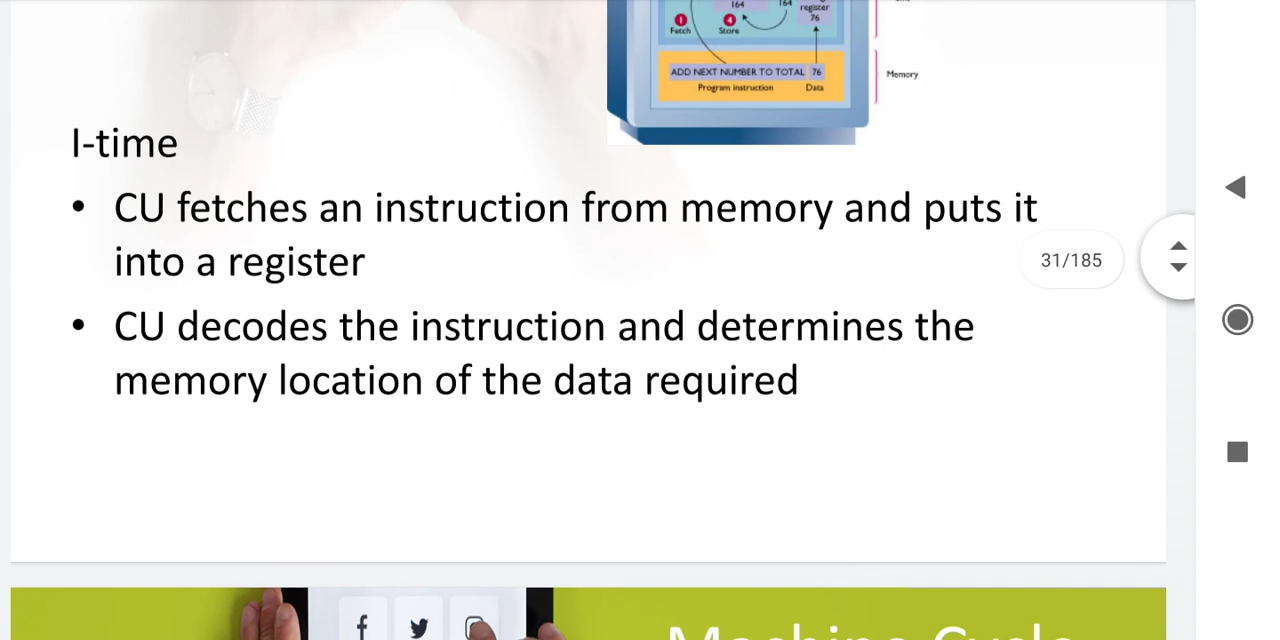 164
164
register
76
Fetch
Store
ADD NEXT NUMBER TO TOTAL 76
Program instruction
Data
Memory
I-time
• CU fetches an instruction from memory and puts it
into a register
31/185
• CU decodes the instruction and determines the
memory location of the data required
Machine Cycle